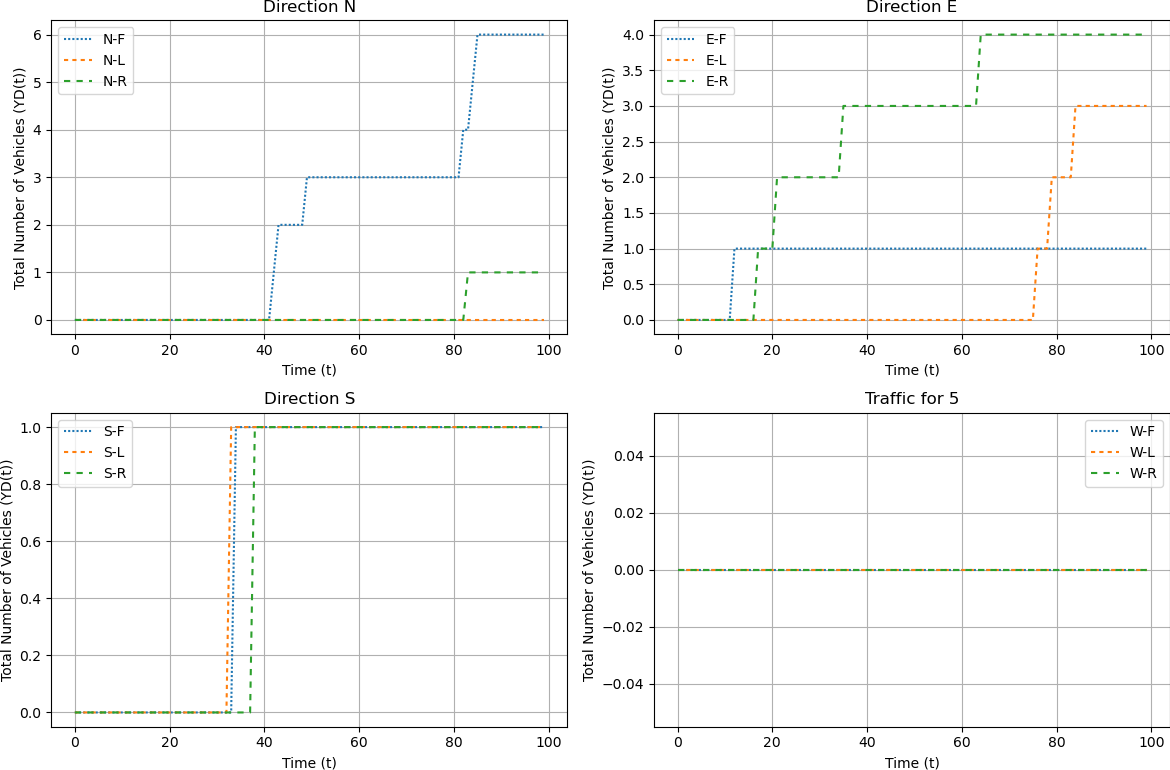 Direction N
Total Number of Vehicles (YD(t))
6
5
4
3
2
1
0
N-F
N-L
N-R
0 20 40 60 80 100
Time (t)
Direction E
Total Number of Vehicles (YD(t))
4.0
3.5
3.0
2.5
2.0
1.5
1.0
0.5
0.0
E-F
E-L
E-R
0 20 40 60 80 100
Time (t)
Direction S
Total Number of Vehicles (YD(t))
1.0
0.8
0.6
0.4
0.2
0.0
S-F
S-L
S-R
0 20 40 60 80 100
Time (t)
Traffic for 5
Total Number of Vehicles (YD(t))
0.04
0.02
0.00
−0.02
−0.04
W-F
W-L
W-R
0 20 40 60 80 100
Time (t)